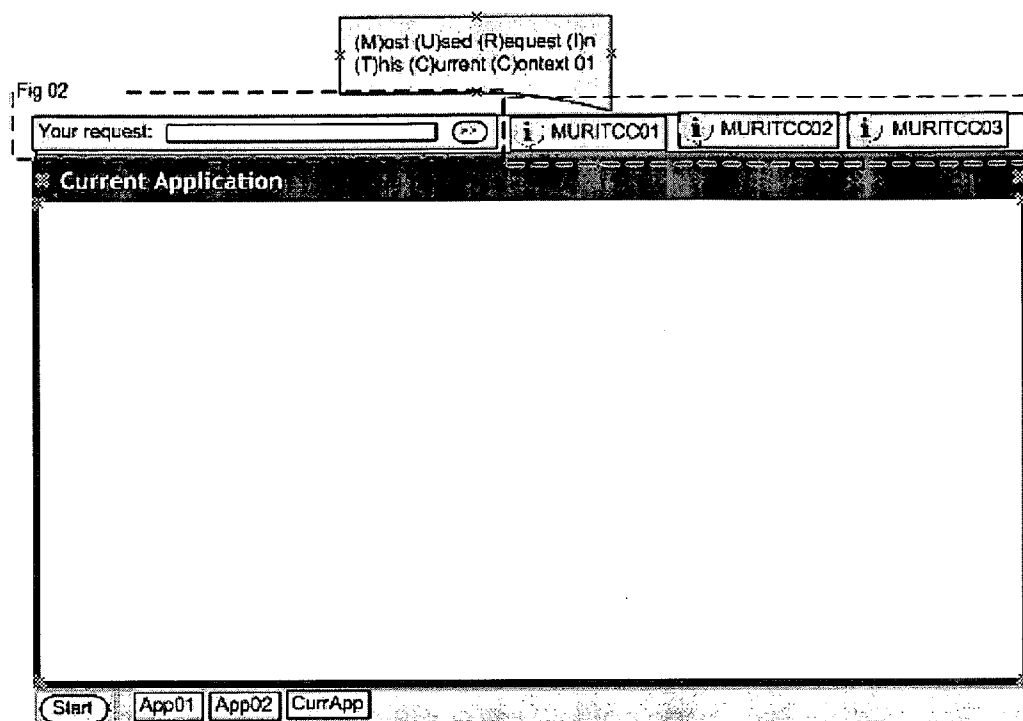 (M)ost (U)sed (R)equest (I)n
(T)his (C)urrent (C)ontext 01
Fig 02
Your request: >>
i MURITCC01
i MURITCC02
i MURITCC03
Current Application
Start
App01
App02
CurrApp